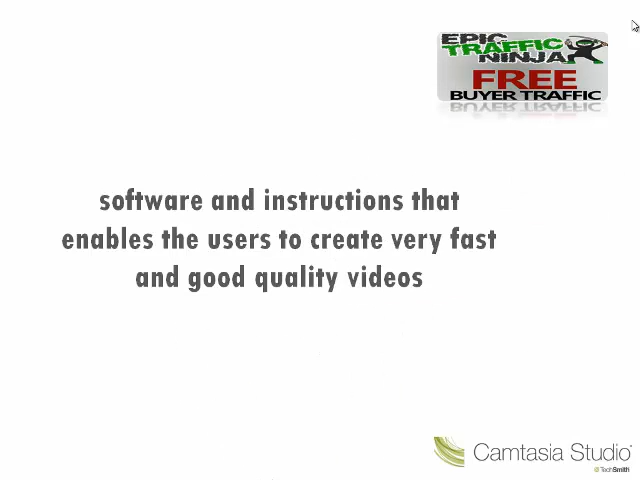 EPIC
TRAFFIC
NINJA
FREE
BUYER TRAFFIC
software and instructions that
enables the users to create very fast
and good quality videos
Camtasia Studio
TechSmith